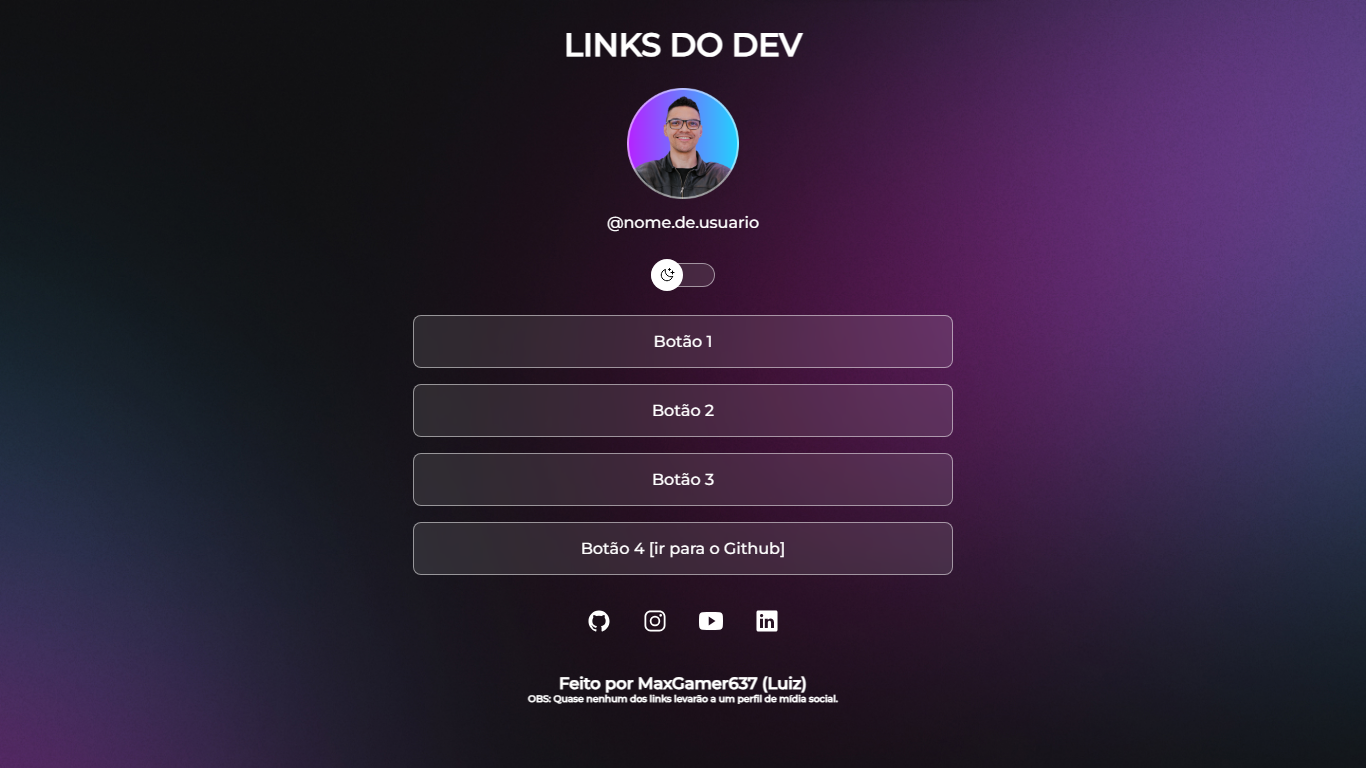 LINKS DO DEV
@nome.de.usuario
Botão 1
Botão 2
Botão 3
Botão 4 [ir para o Github]
Feito por MaxGamer637 (Luiz)
OBS: Quase nenhum dos links levarão a um perfil de mídia social.